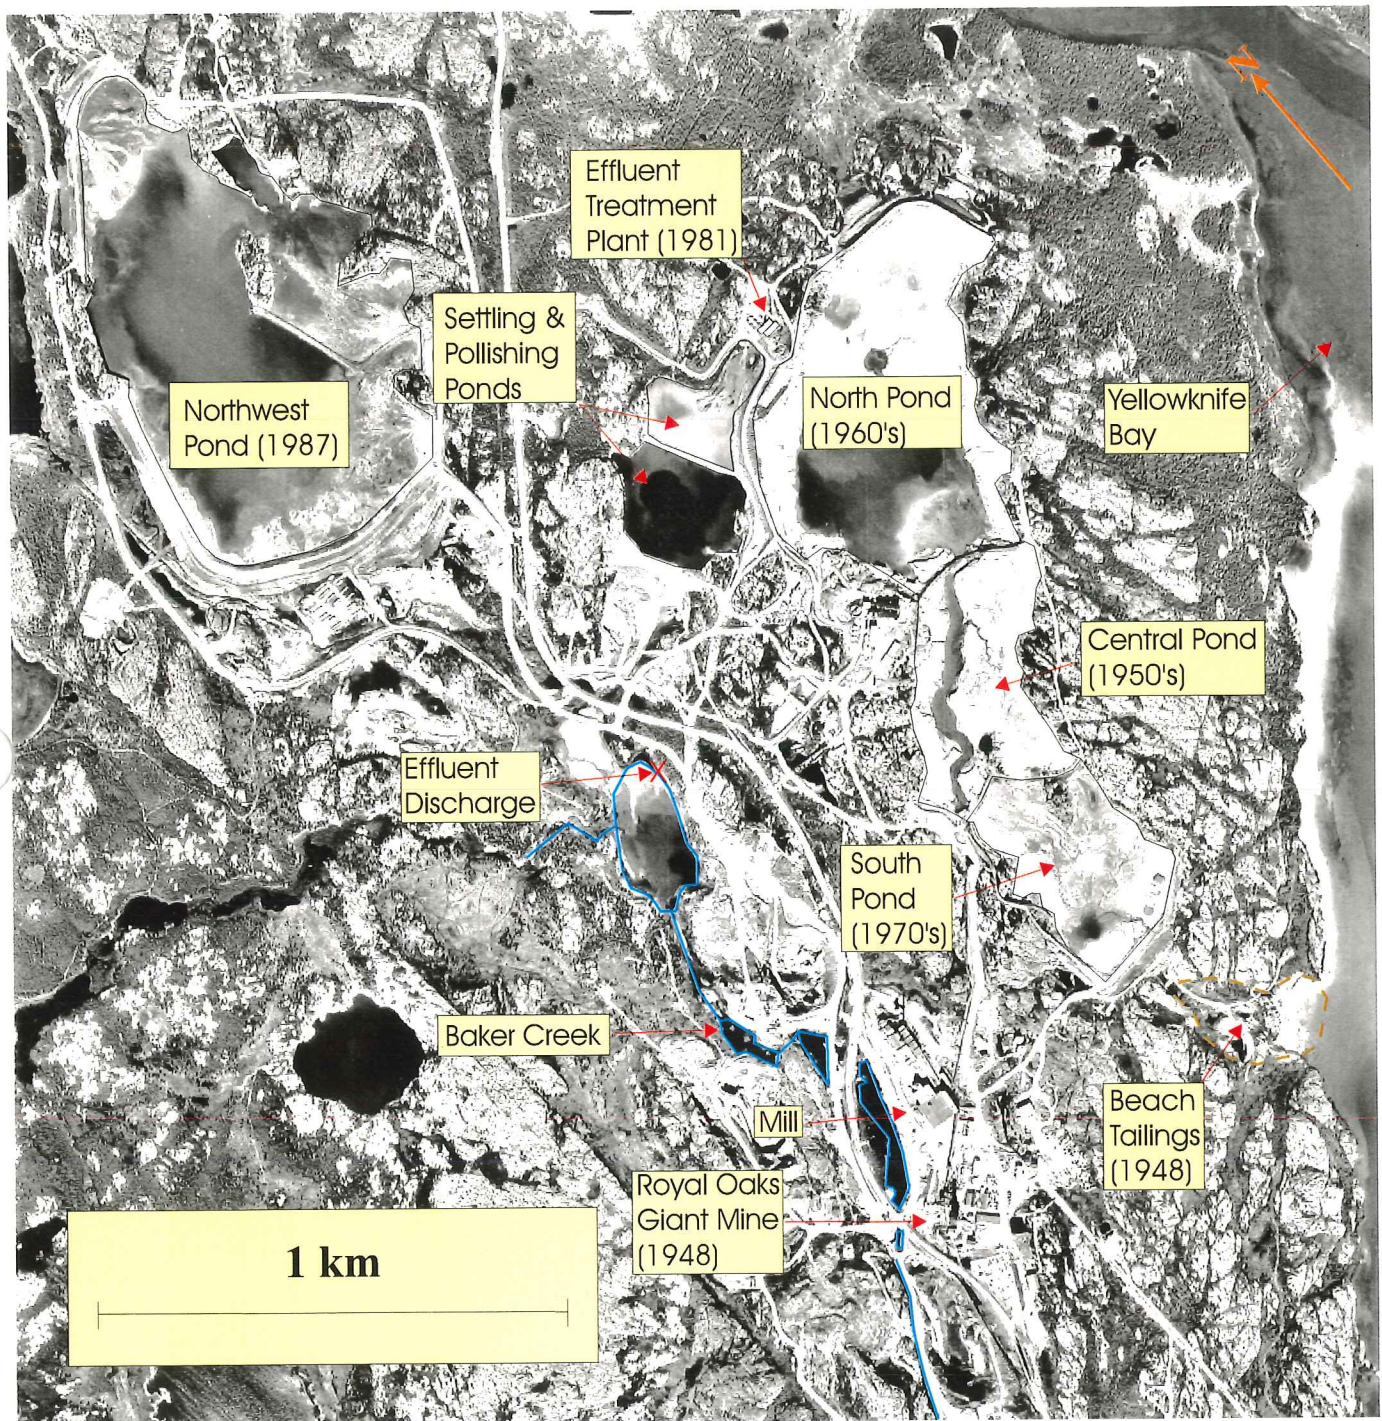 N
Effluent
Treatment
Plant (1981)
Settling &
Pollishing
Ponds
Northwest
Pond (1987)
North Pond
(1960's)
Yellowknife
Bay
Central Pond
(1950's)
Effluent
Discharge
South
Pond
(1970's)
Baker Creek
Mill
Beach
Tailings
(1948)
Royal Oaks
Giant Mine
(1948)
1 km